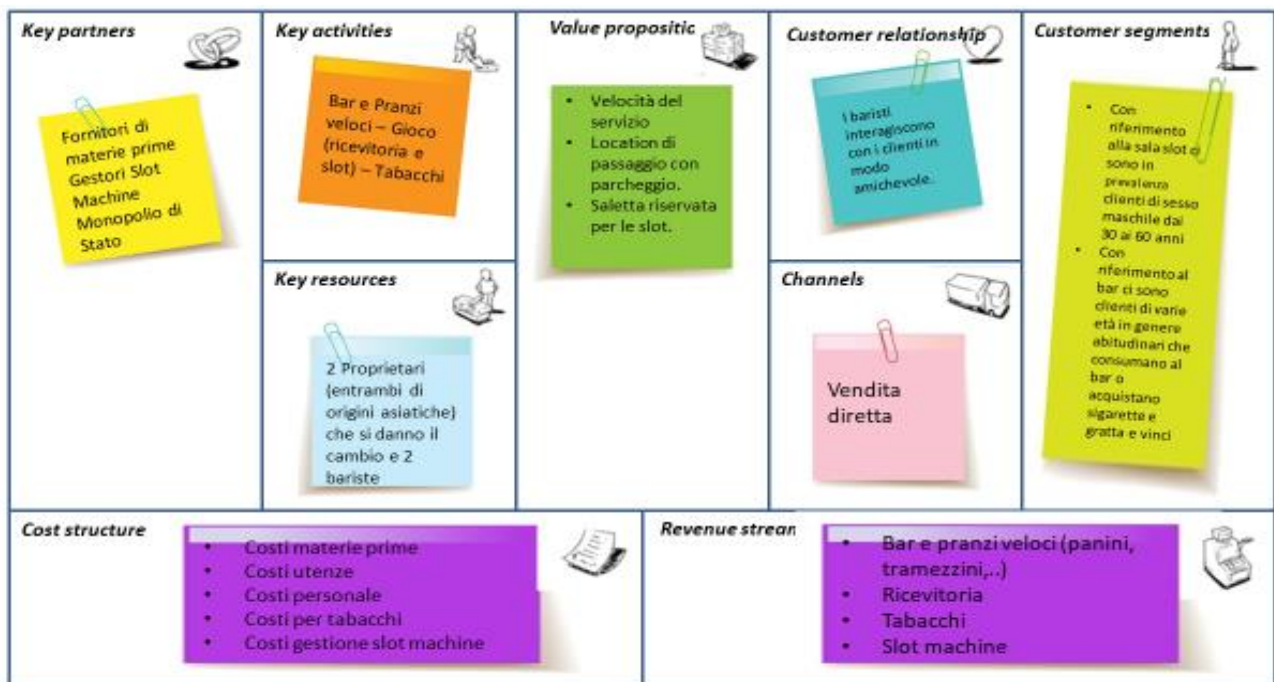 Key partners
Fornitori di
materie prime
Gestori Slot
Machine
Monopolio di
Stato
Key activities
Bar e Pranzi
veloci – Gioco
(ricevitoria e
slot) – Tabacchi
Key resources
2 Proprietari
(entrambi di
origini asiatiche)
che si danno il
cambio e 2
bariste
Value propositic
• Velocità del
servizio
• Location di
passaggio con
parcheggio.
• Saletta riservata
per le slot.
Customer relationship
I baristi
interagiscono
con i clienti in
modo
amichevole.
Channels
Vendita
diretta
Customer segments
• Con
riferimento
alla sala slot ci
sono in
prevalenza
clienti di sesso
maschile dai
30 ai 60 anni
• Con
riferimento al
bar ci sono
clienti di varie
età in genere
abitudinari che
consumano al
bar o
acquistano
sigarette e
gratta e vinci
Cost structure
• Costi materie prime
• Costi utenze
• Costi personale
• Costi per tabacchi
• Costi gestione slot machine
Revenue stream
• Bar e pranzi veloci (panini,
tramezzini,..)
• Ricevitoria
• Tabacchi
• Slot machine